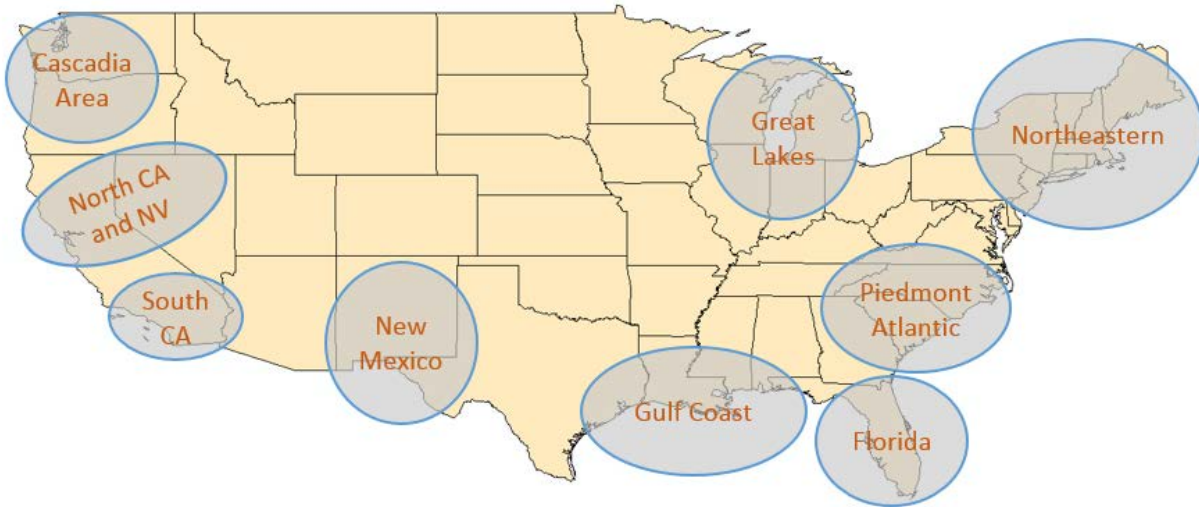 Cascadia
Area
Great
Lakes
Northeastern
North CA
and NV
South
CA
New
Mexico
Piedmont
Atlantic
Gulf Coast
Florida